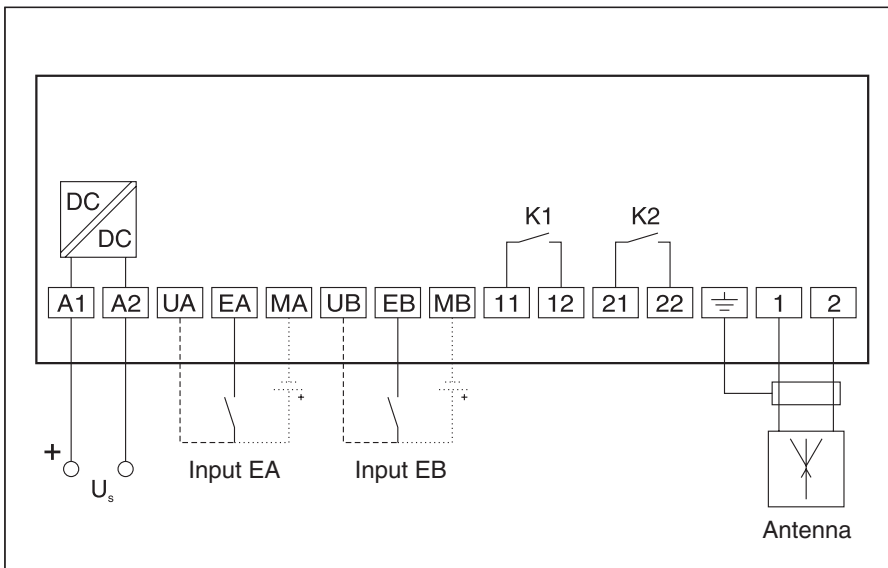 DC
DC
K1 K2
A1 A2 UA EA MA UB EB MB 11 12 21 22 1 2
+ +
+
Us
Input EA Input EB
Antenna